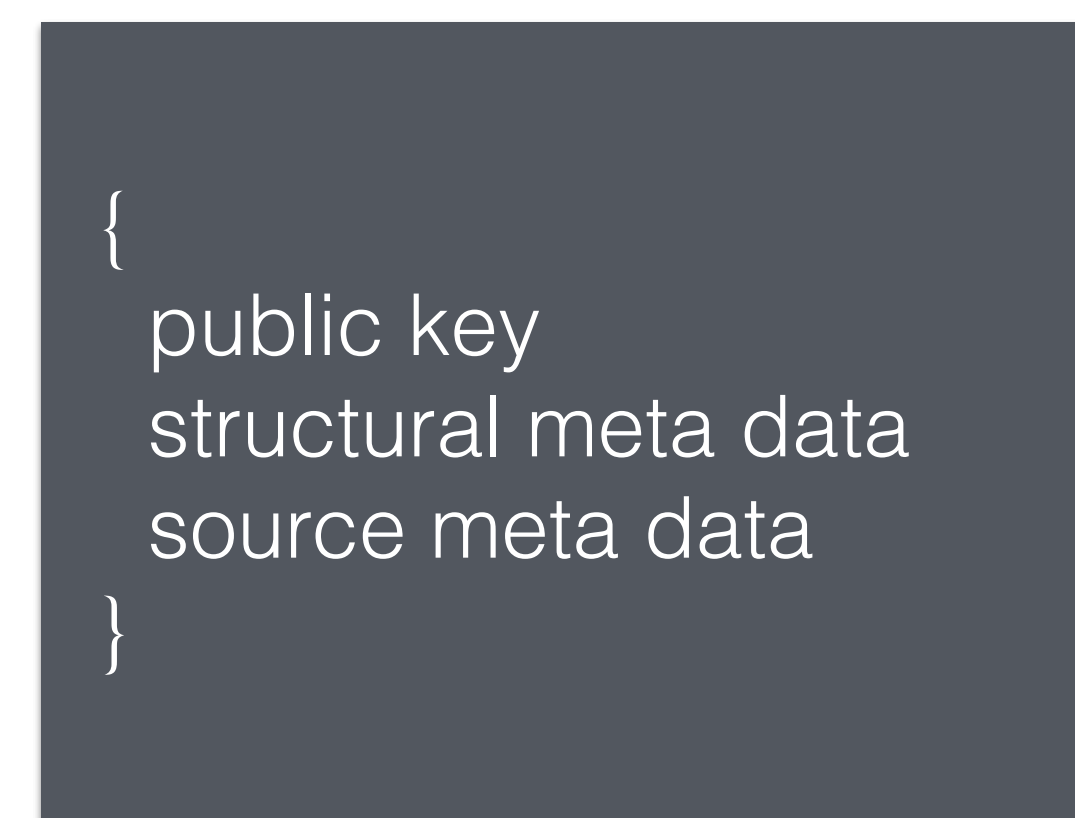 {
public key
structural meta data
source meta data
}